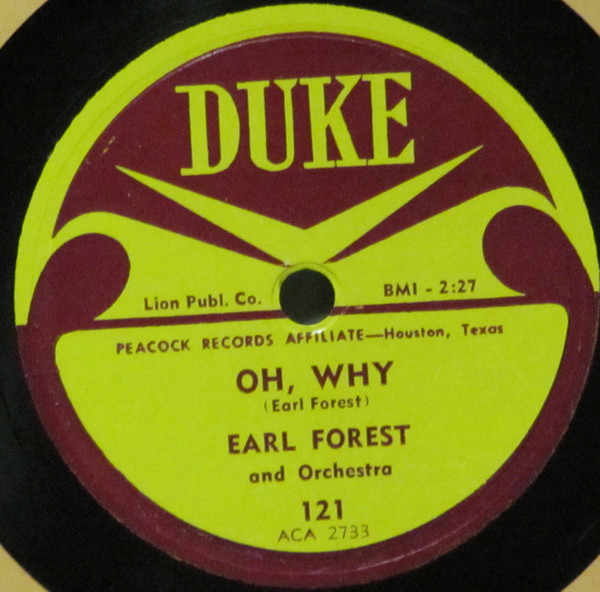 DUKE
Lion Publ. Co.
BMI - 2:27
PEACOCK RECORDS AFFILIATE—Houston, Texas
OH, WHY
(Earl Forest)
EARL FOREST
and Orchestra
121
ACA 2733